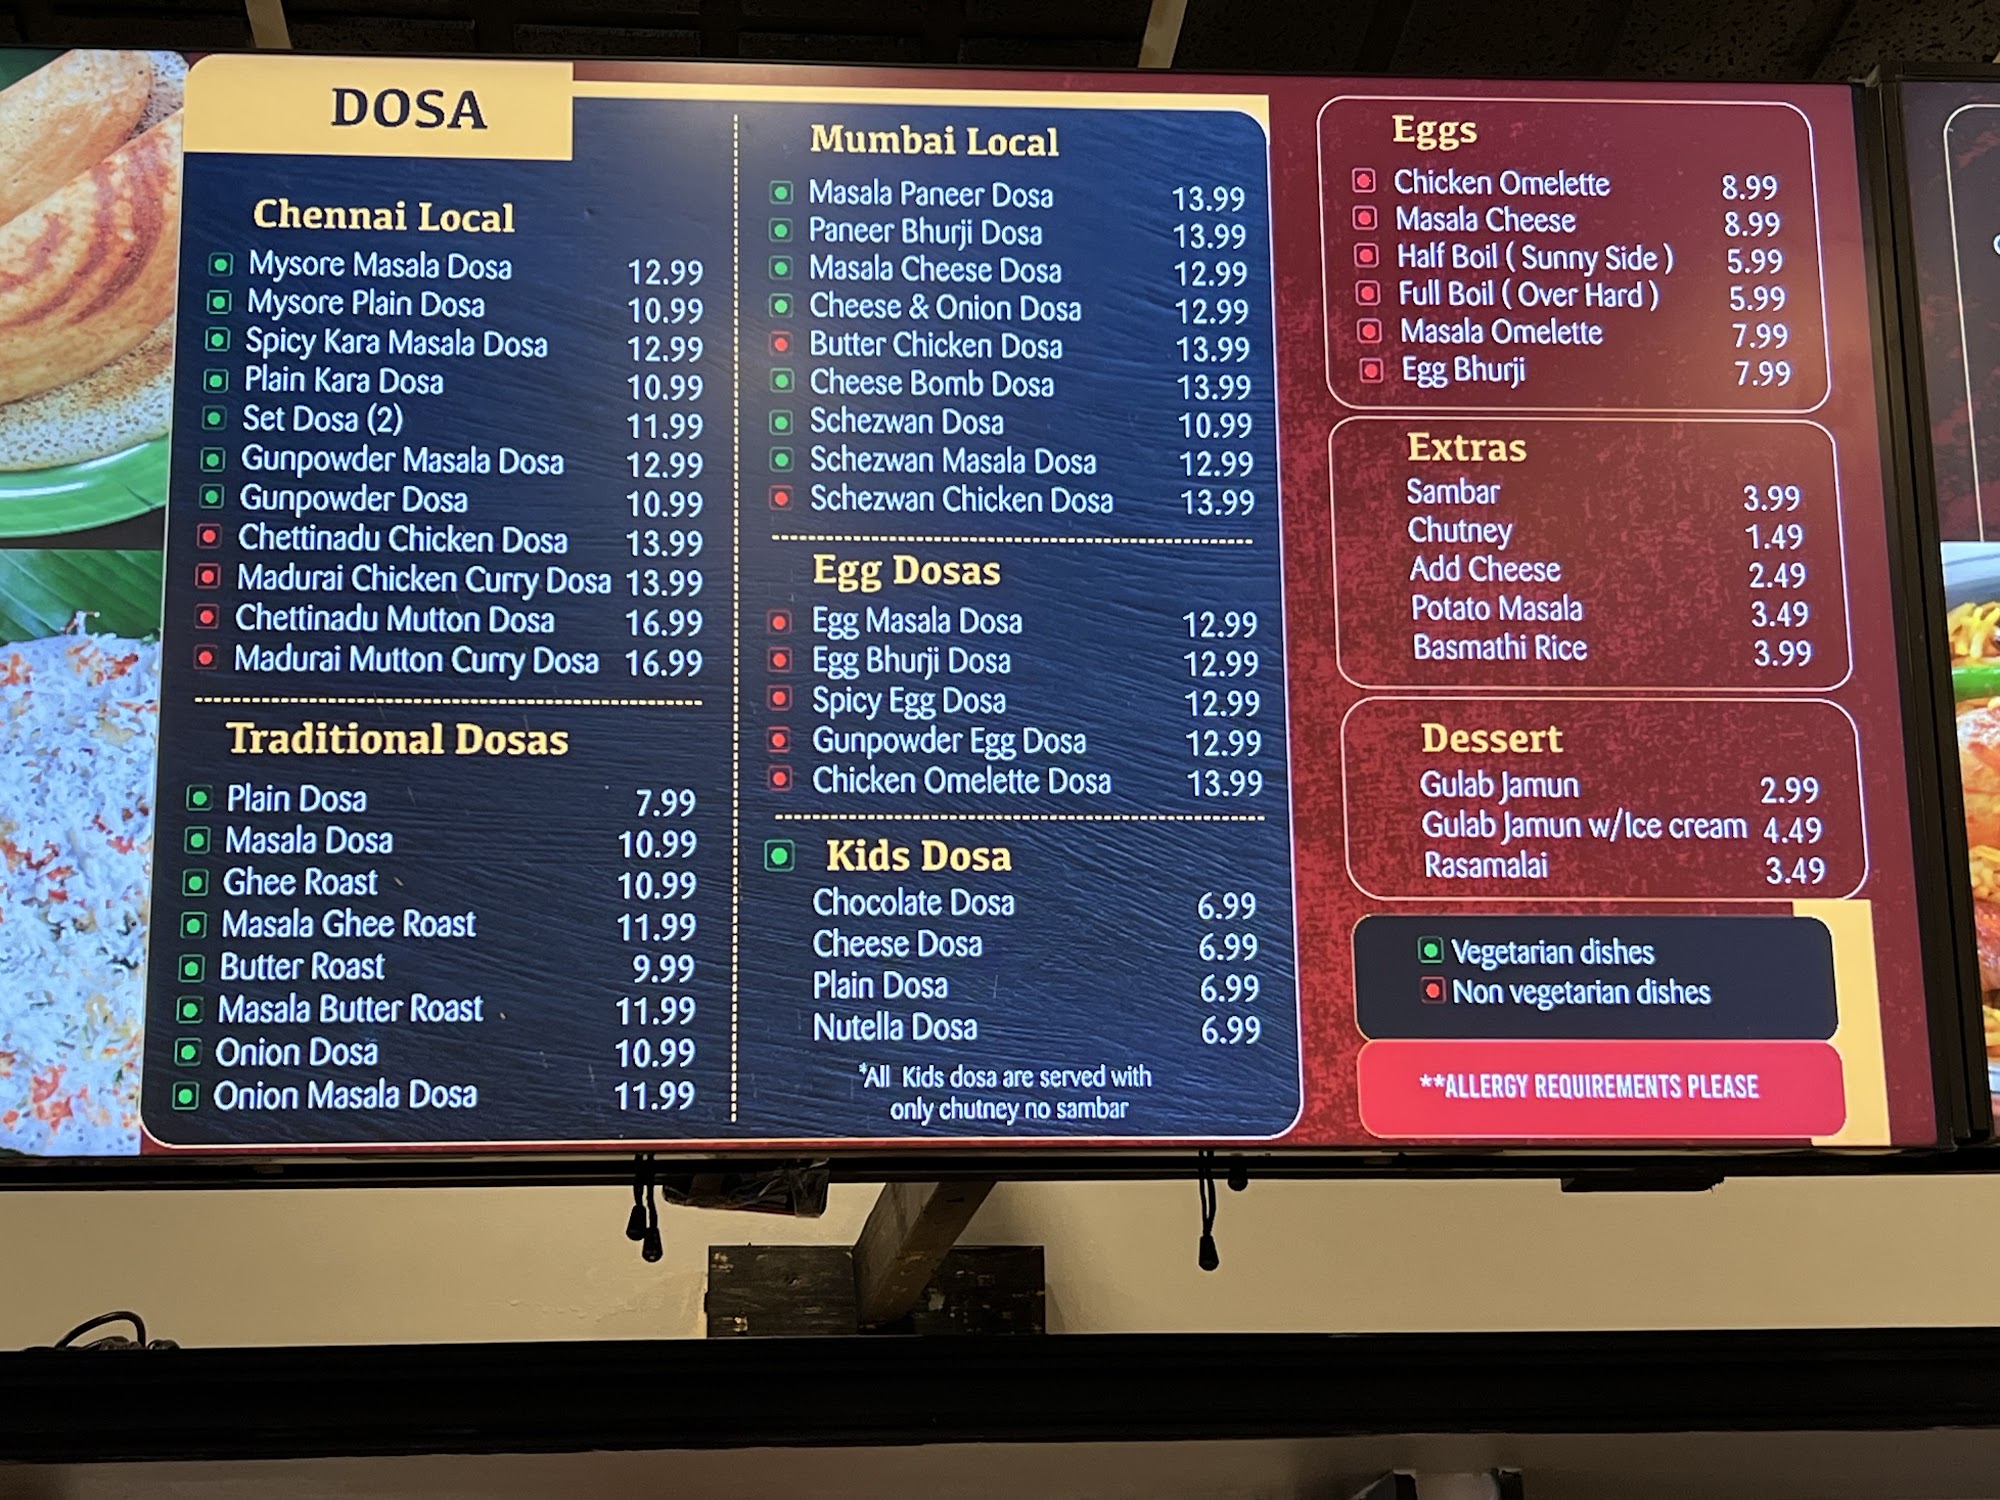 DOSA
Chennai Local
Mysore Masala Dosa 12.99
Mysore Plain Dosa 10.99
Spicy Kara Masala Dosa 12.99
Plain Kara Dosa 10.99
Set Dosa (2) 11.99
Gunpowder Masala Dosa 12.99
Gunpowder Dosa 10.99
Chettinadu Chicken Dosa 13.99
Madurai Chicken Curry Dosa 13.99
Chettinadu Mutton Dosa 16.99
Madurai Mutton Curry Dosa 16.99
Traditional Dosas
Plain Dosa 7.99
Masala Dosa 10.99
Ghee Roast 10.99
Masala Ghee Roast 11.99
Butter Roast 9.99
Masala Butter Roast 11.99
Onion Dosa 10.99
Onion Masala Dosa 11.99
Mumbai Local
Masala Paneer Dosa 13.99
Paneer Bhurji Dosa 13.99
Masala Cheese Dosa 12.99
Cheese & Onion Dosa 12.99
Butter Chicken Dosa 13.99
Cheese Bomb Dosa 13.99
Schezwan Dosa 10.99
Schezwan Masala Dosa 12.99
Schezwan Chicken Dosa 13.99
Egg Dosas
Egg Masala Dosa 12.99
Egg Bhurji Dosa 12.99
Spicy Egg Dosa 12.99
Gunpowder Egg Dosa 12.99
Chicken Omelette Dosa 13.99
Kids Dosa
Chocolate Dosa 6.99
Cheese Dosa 6.99
Plain Dosa 6.99
Nutella Dosa 6.99
*All Kids dosa are served with
only chutney no sambar
Eggs
Chicken Omelette 8.99
Masala Cheese 8.99
Half Boil ( Sunny Side ) 5.99
Full Boil ( Over Hard ) 5.99
Masala Omelette 7.99
Egg Bhurji 7.99
Extras
Sambar 3.99
Chutney 1.49
Add Cheese 2.49
Potato Masala 3.49
Basmathi Rice 3.99
Dessert
Gulab Jamun 2.99
Gulab Jamun w/Ice cream 4.49
Rasamalai 3.49
Vegetarian dishes
Non vegetarian dishes
**ALLERGY REQUIREMENTS PLEASE